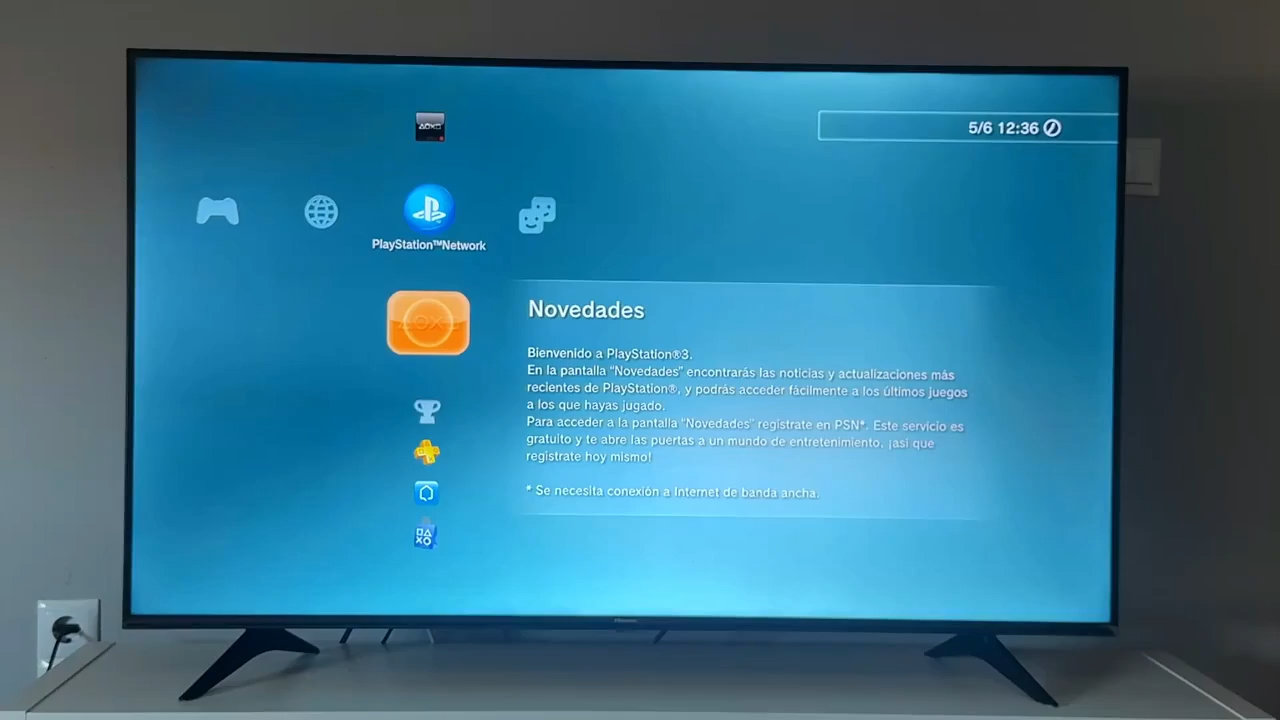 5/6 12:36
PlayStation™Network
Novedades
Bienvenido a PlayStation®3.
En la pantalla "Novedades" encontrarás las noticias y actualizaciones más
recientes de PlayStation®, y podrás acceder fácilmente a los últimos juegos
a los que hayas jugado.
Para acceder a la pantalla "Novedades" regístrate en PSN*. Este servicio es
gratuito y te abre las puertas a un mundo de entretenimiento, ¡así que
regístrate hoy mismo!
* Se necesita conexión a Internet de banda ancha.
Hisense